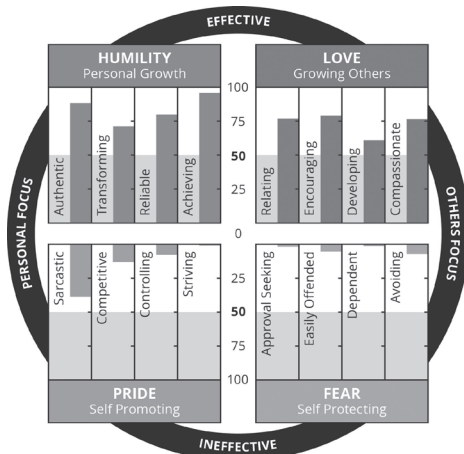 EFFECTIVE
HUMILITY
Personal Growth
LOVE
Growing Others
100
75
50
25
0
Authentic
Transforming
Reliable
Achieving
Relating
Encouraging
Developing
Compassionate
PERSONAL FOCUS
OTHERS FOCUS
Sarcastic
Competitive
Controlling
Striving
Approval Seeking
Easily Offended
Dependent
Avoiding
25
50
75
100
PRIDE
Self Promoting
FEAR
Self Protecting
INEFFECTIVE